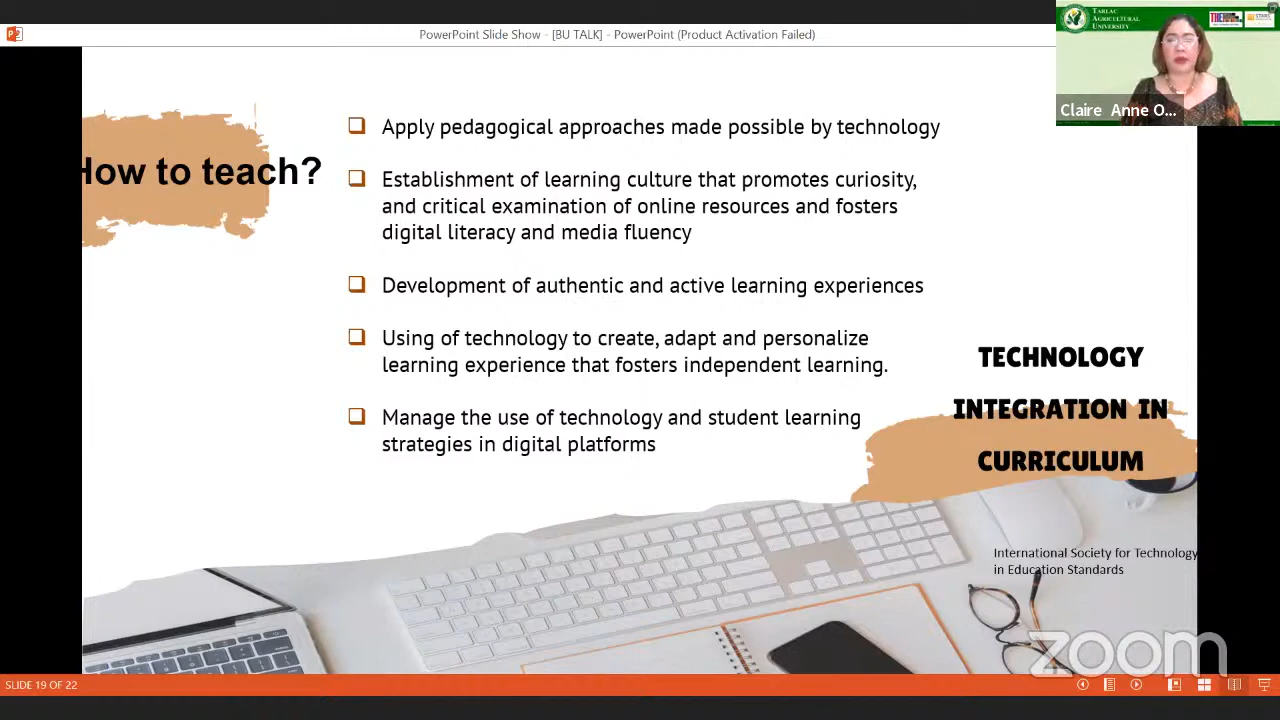 PowerPoint Slide Show - [BU TALK] - PowerPoint (Product Activation Failed)
TARLAC
AGRICULTURAL
UNIVERSITY
Claire Anne O...
How to teach?
Apply pedagogical approaches made possible by technology
Establishment of learning culture that promotes curiosity,
and critical examination of online resources and fosters
digital literacy and media fluency
Development of authentic and active learning experiences
Using of technology to create, adapt and personalize
learning experience that fosters independent learning.
Manage the use of technology and student learning
strategies in digital platforms
TECHNOLOGY
INTEGRATION IN
CURRICULUM
International Society for Technology
in Education Standards
zoom
SLIDE 19 OF 22